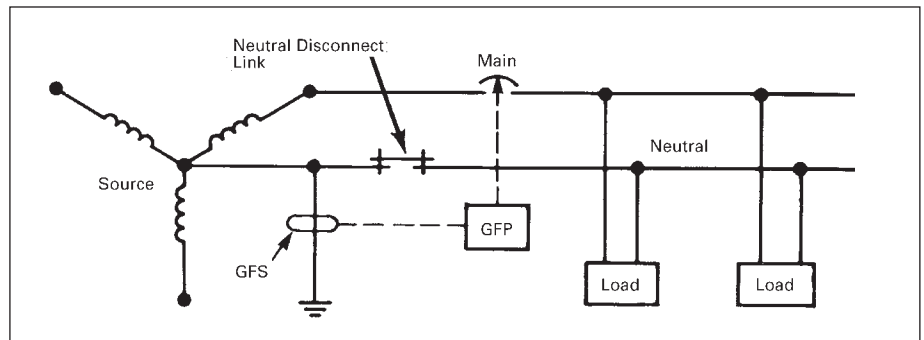 Neutral Disconnect
Link
Main
Neutral
Source
GFP
GFS
Load
Load